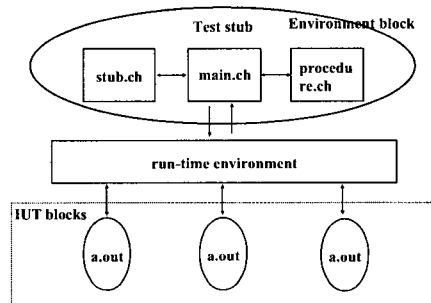 Test stub
Environment block
stub.ch
main.ch
procedu
re.ch
run-time environment
IUT blocks
a.out
a.out
a.out